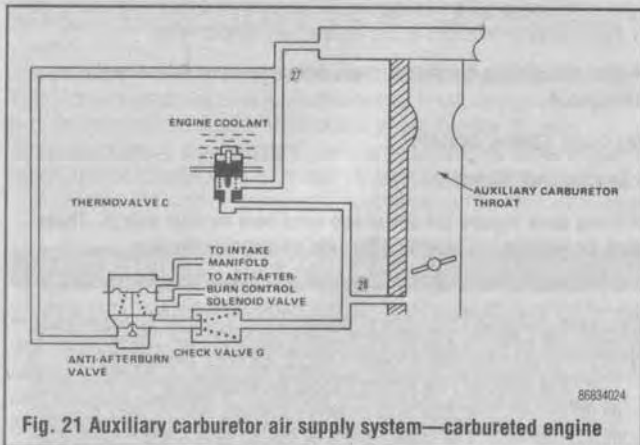 27
ENGINE COOLANT
THERMOVALVE C
AUXILIARY CARBURETOR
THROAT
TO INTAKE
MANIFOLD
TO ANTI-AFTER-
BURN CONTROL
SOLENOID VALVE
28
ANTI-AFTERBURN
VALVE
CHECK VALVE G
86834024
Fig. 21 Auxiliary carburetor air supply system—carbureted engine